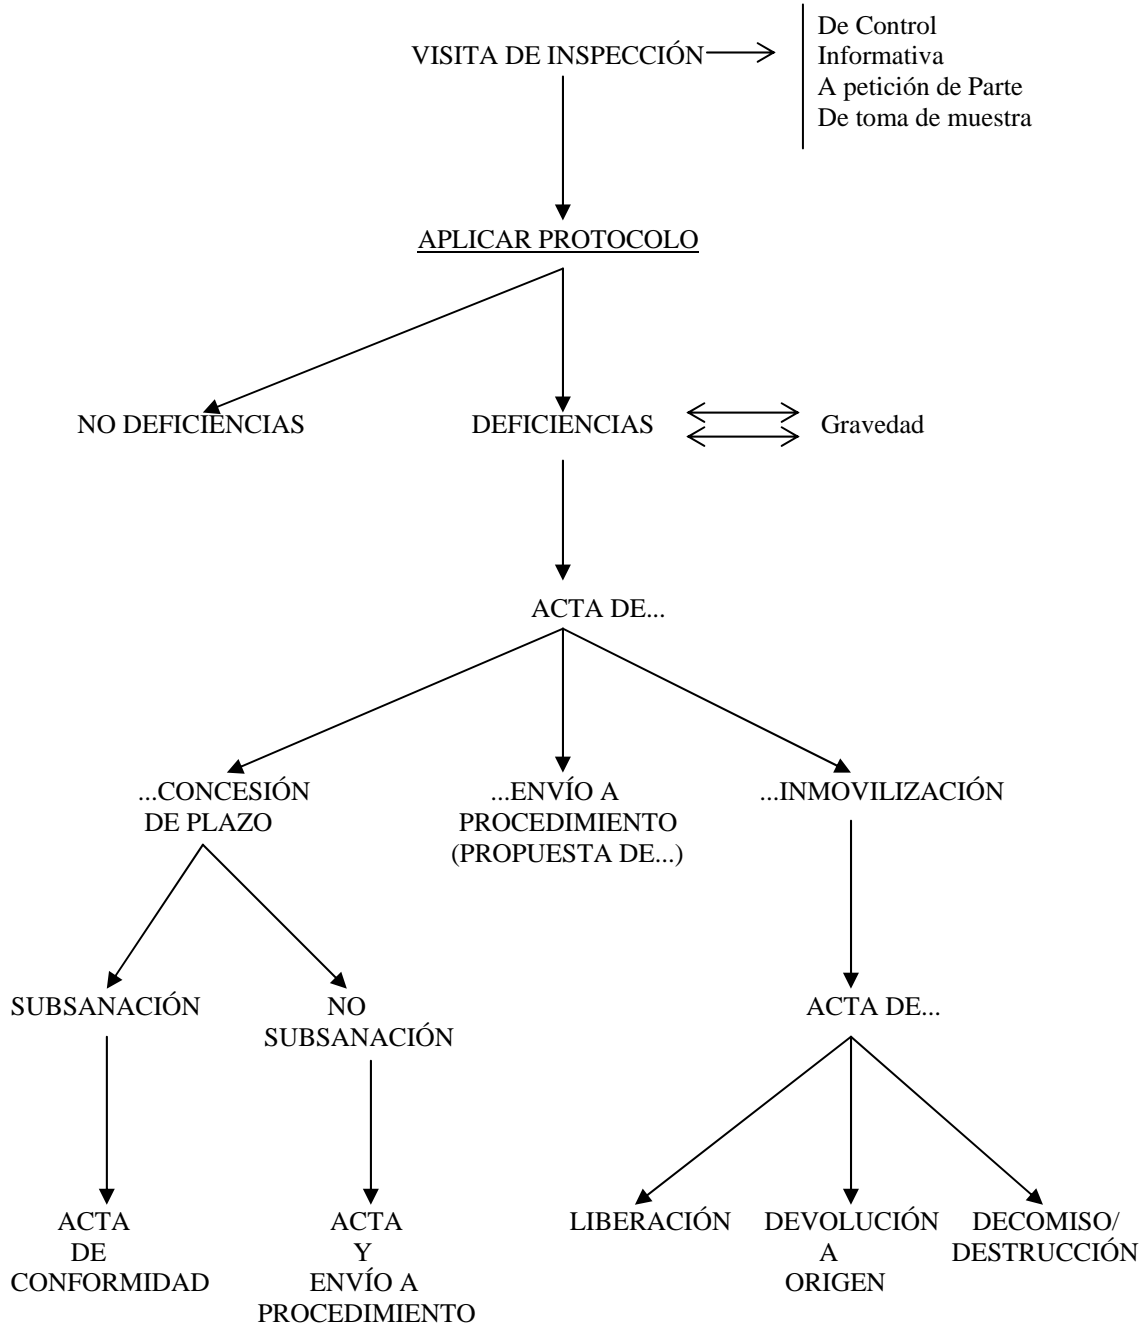 De Control
VISITA DE INSPECCIÓN
Informativa
A petición de Parte
De toma de muestra
APLICAR PROTOCOLO
NO DEFICIENCIAS
DEFICIENCIAS
Gravedad
ACTA DE...
...CONCESIÓN
DE PLAZO
...ENVÍO A
PROCEDIMIENTO
(PROPUESTA DE...)
...INMOVILIZACIÓN
SUBSANACIÓN
NO
SUBSANACIÓN
ACTA DE...
ACTA
DE
CONFORMIDAD
ACTA
Y
ENVÍO A
PROCEDIMIENTO
LIBERACIÓN
DEVOLUCIÓN
A
ORIGEN
DECOMISO/
DESTRUCCIÓN